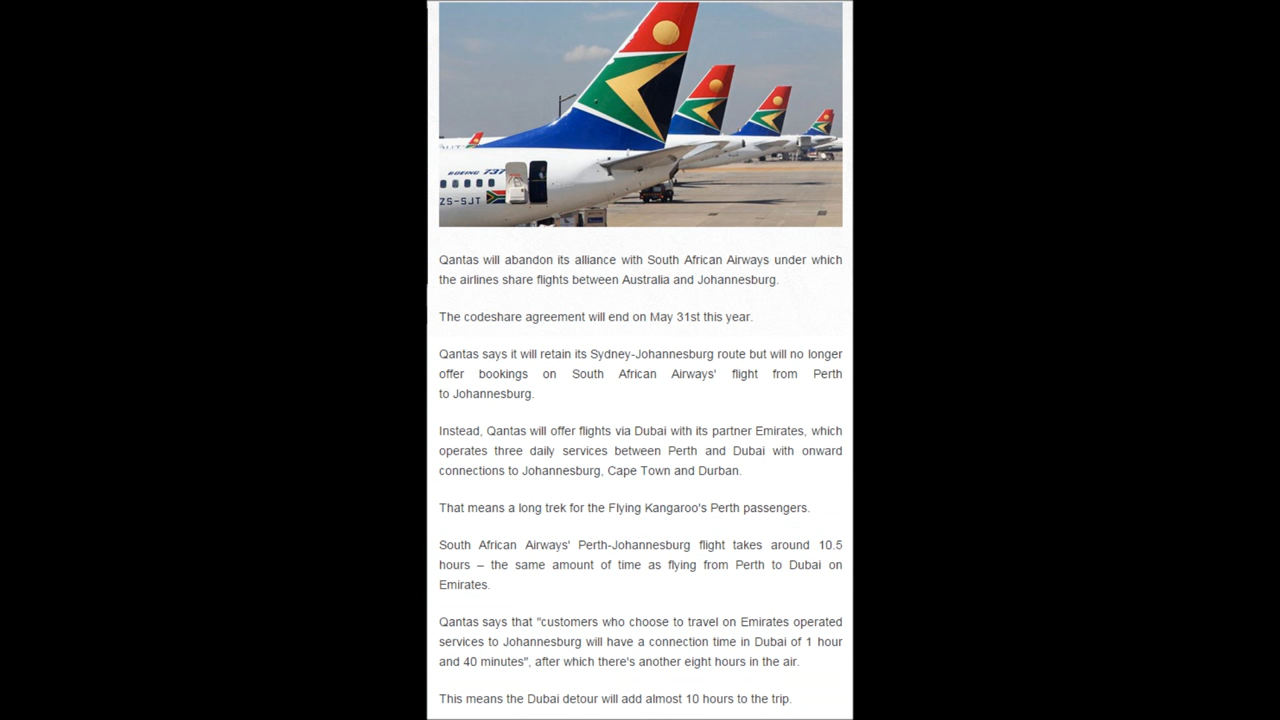 BOEING 737
ZS-SJT
Qantas will abandon its alliance with South African Airways under which
the airlines share flights between Australia and Johannesburg.
The codeshare agreement will end on May 31st this year.
Qantas says it will retain its Sydney-Johannesburg route but will no longer
offer bookings on South African Airways' flight from Perth
to Johannesburg.
Instead, Qantas will offer flights via Dubai with its partner Emirates, which
operates three daily services between Perth and Dubai with onward
connections to Johannesburg, Cape Town and Durban.
That means a long trek for the Flying Kangaroo's Perth passengers.
South African Airways' Perth-Johannesburg flight takes around 10.5
hours – the same amount of time as flying from Perth to Dubai on
Emirates.
Qantas says that "customers who choose to travel on Emirates operated
services to Johannesburg will have a connection time in Dubai of 1 hour
and 40 minutes", after which there's another eight hours in the air.
This means the Dubai detour will add almost 10 hours to the trip.